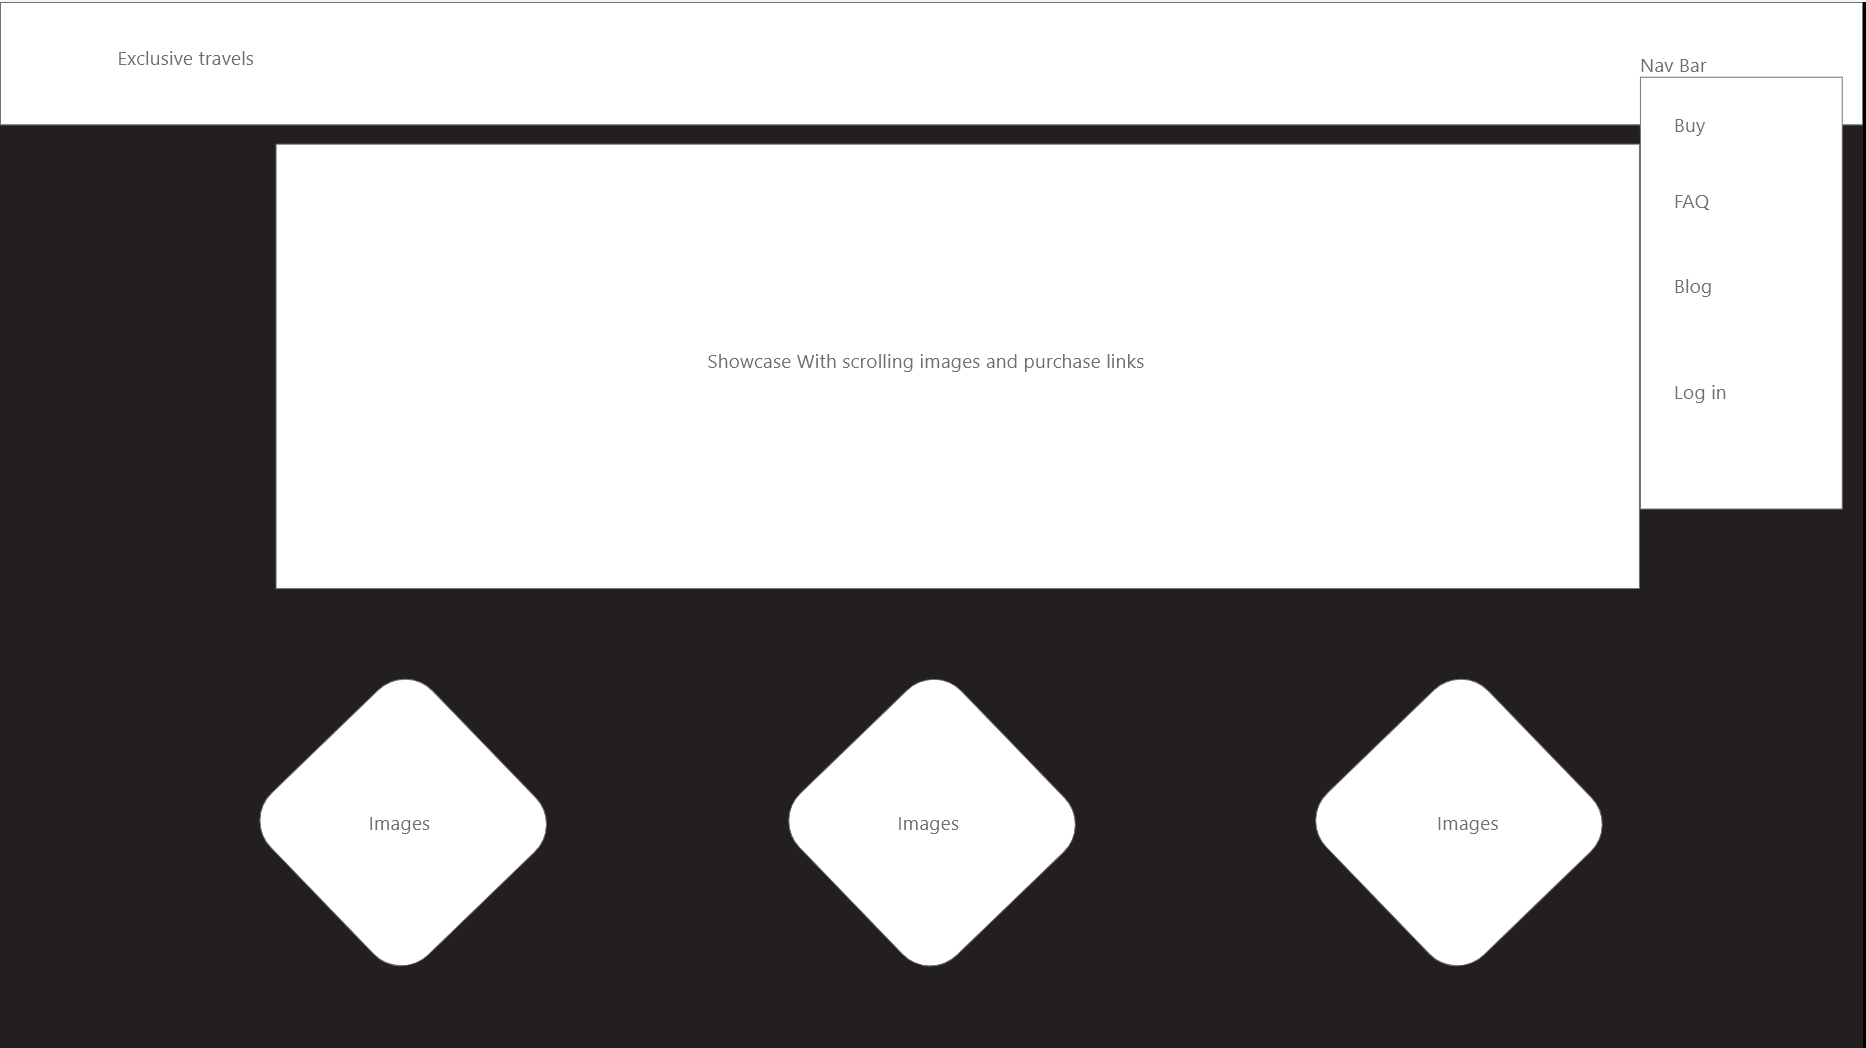 Exclusive travels
Nav Bar
Buy
FAQ
Blog
Log in
Showcase With scrolling images and purchase links
Images
Images
Images